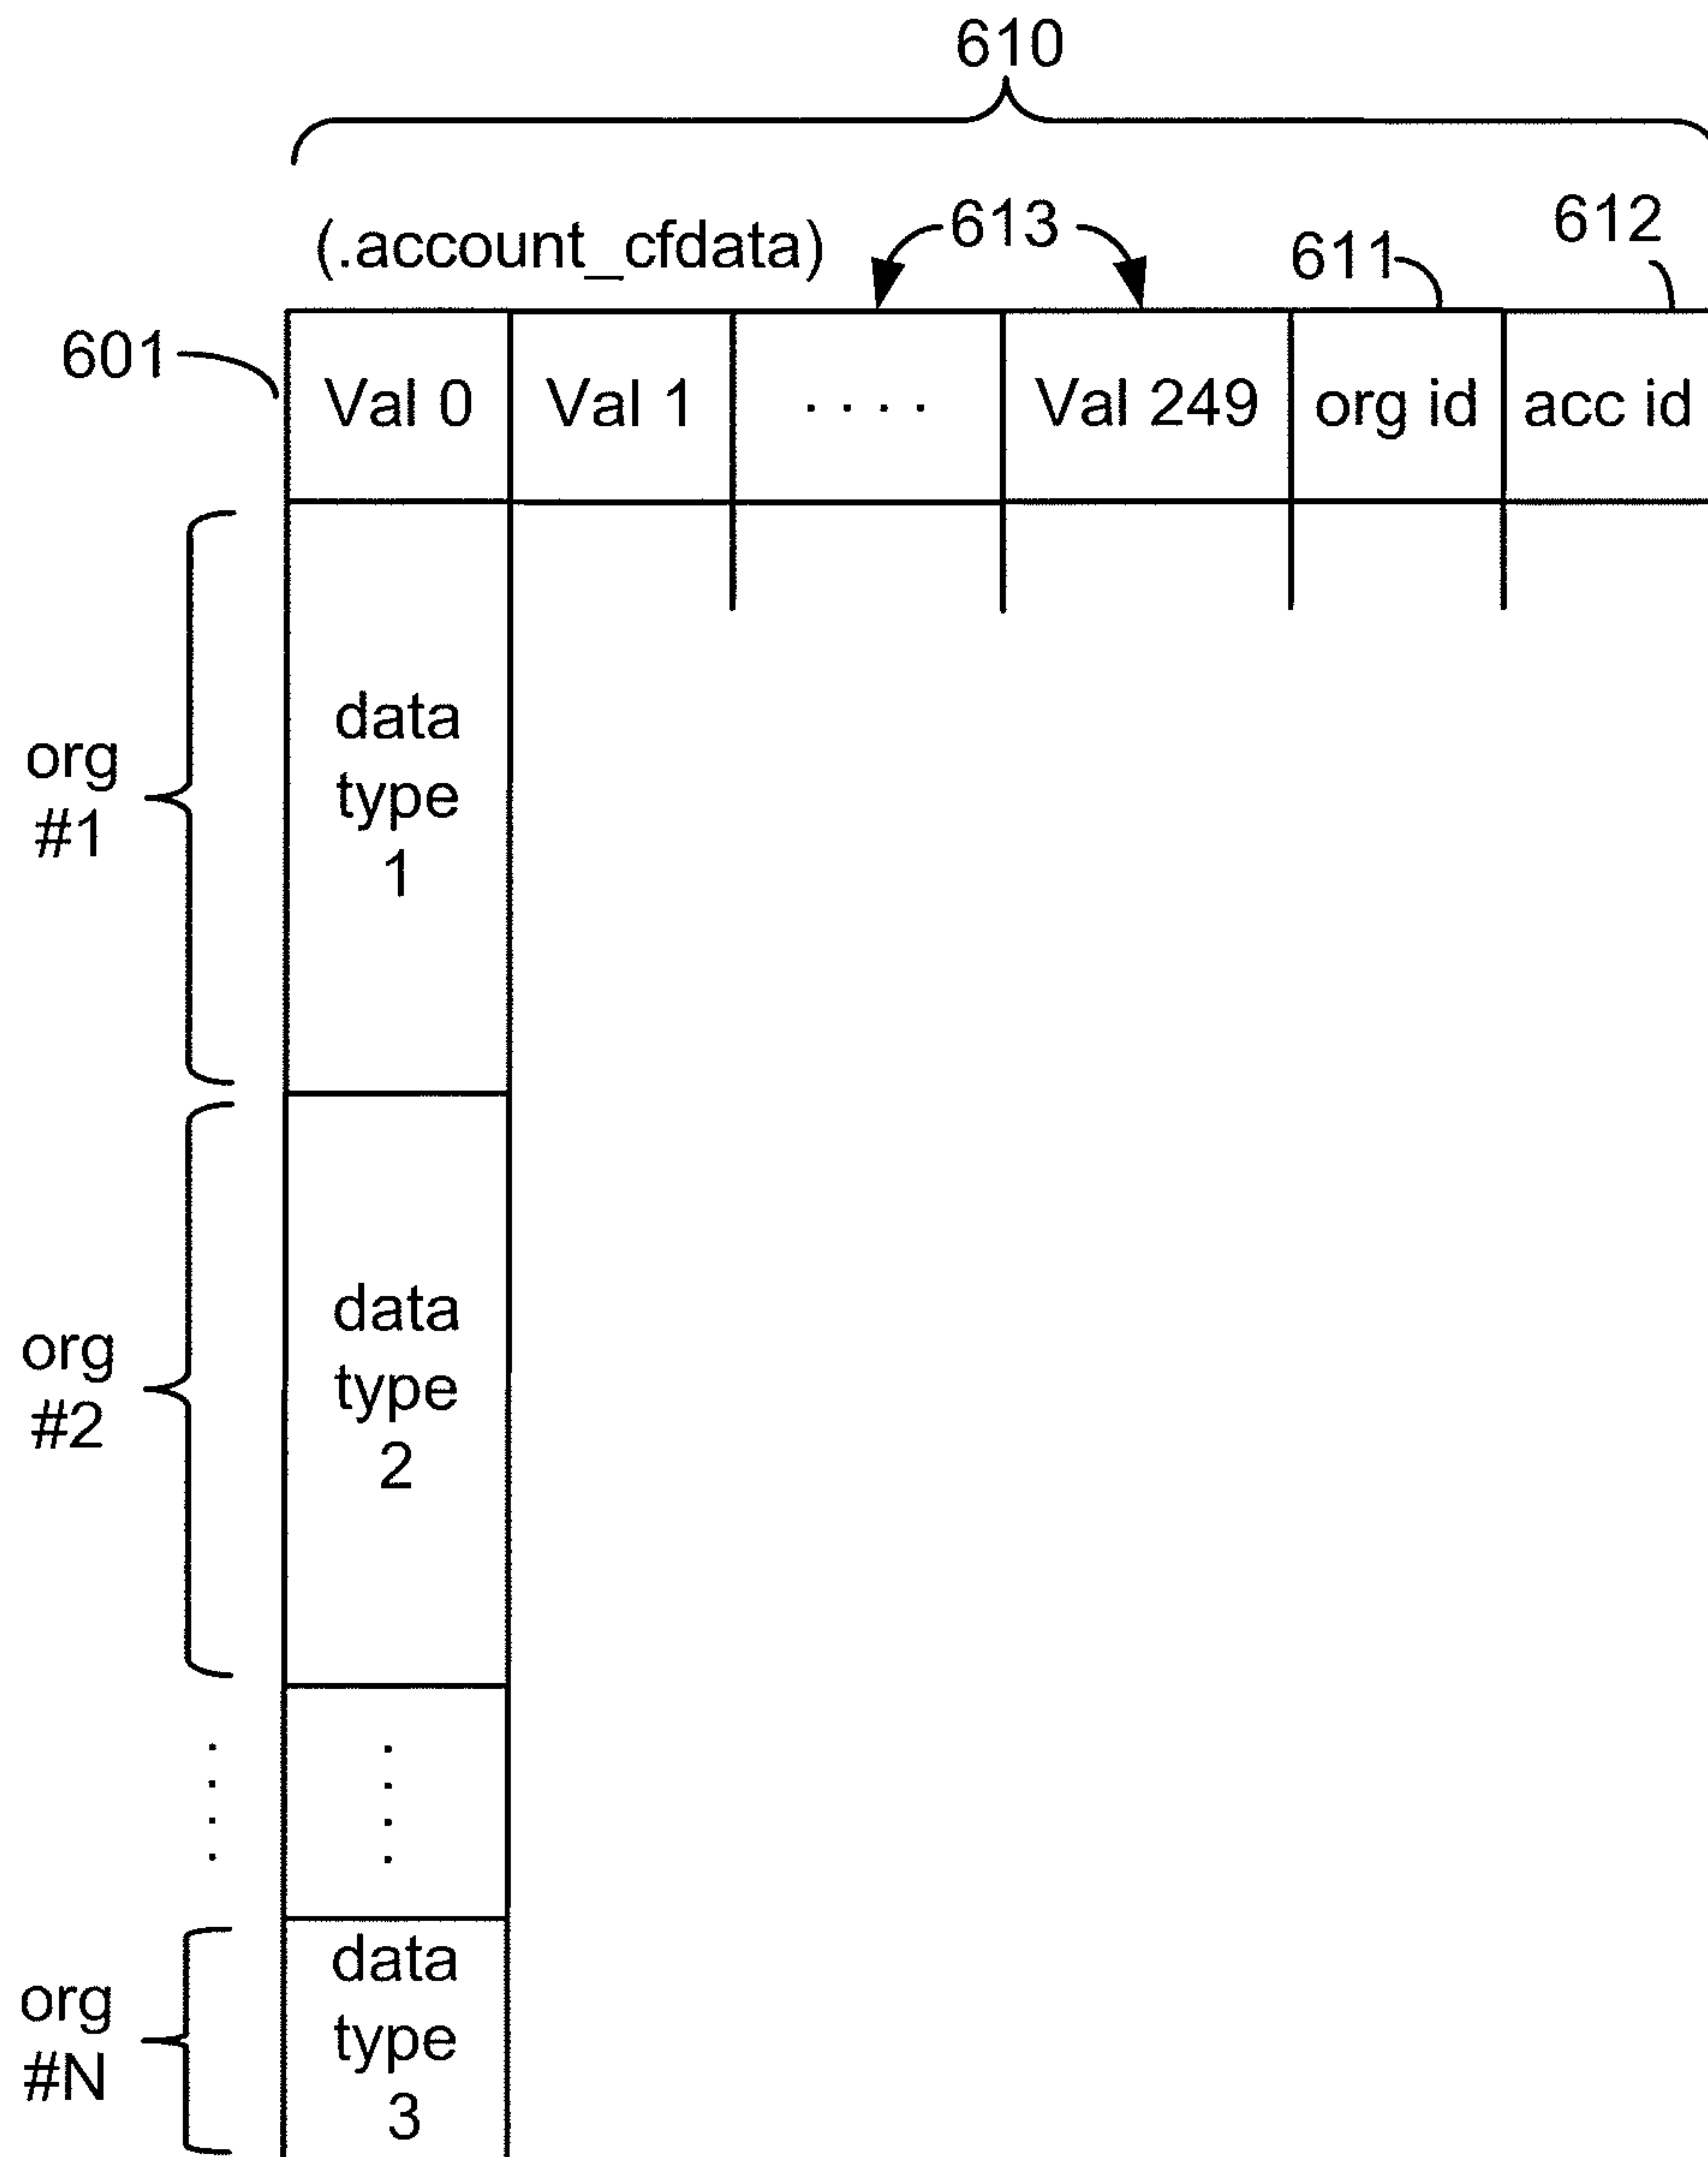 610
(.account_cfdata)
613
611
612
601
Val 0
Val 1
. . . .
Val 249
org id
acc id
org
#1
data
type
1
org
#2
data
type
2
org
#N
data
type
3